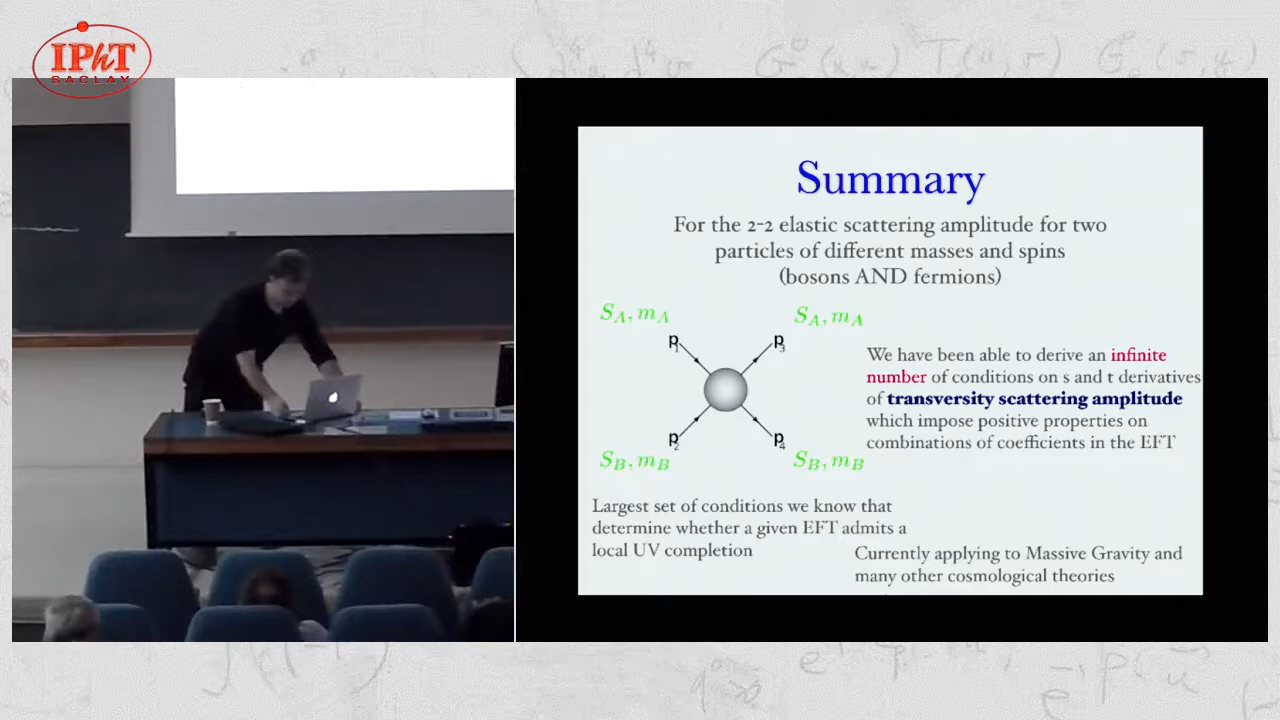 IPhT
SACLAY
Summary
For the 2-2 elastic scattering amplitude for two
particles of different masses and spins
(bosons AND fermions)
S_A, m_A
S_A, m_A
p_1
p_3
We have been able to derive an infinite
number of conditions on s and t derivatives
of transversity scattering amplitude
which impose positive properties on
combinations of coefficients in the EFT
p_2
p_4
S_B, m_B
S_B, m_B
Largest set of conditions we know that
determine whether a given EFT admits a
local UV completion
Currently applying to Massive Gravity and
many other cosmological theories